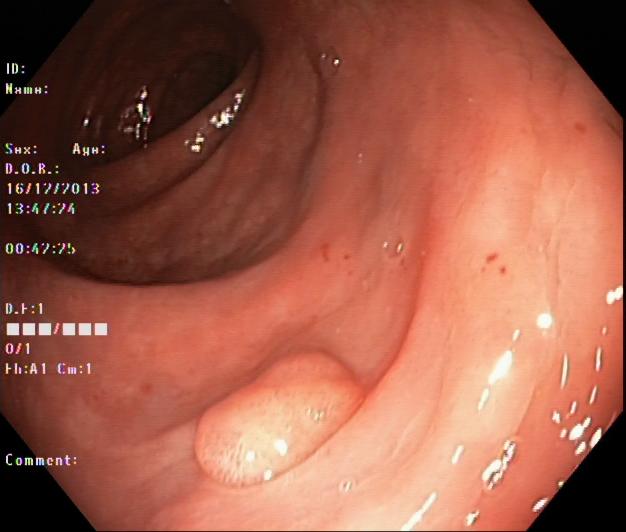 ID:
Name:
Sex: Age:
D.O.B.:
16/12/2013
13:47:24
00:42:25
D.F:1
■■■/■■■
0/1
Eh:A1 Cm:1
Comment: